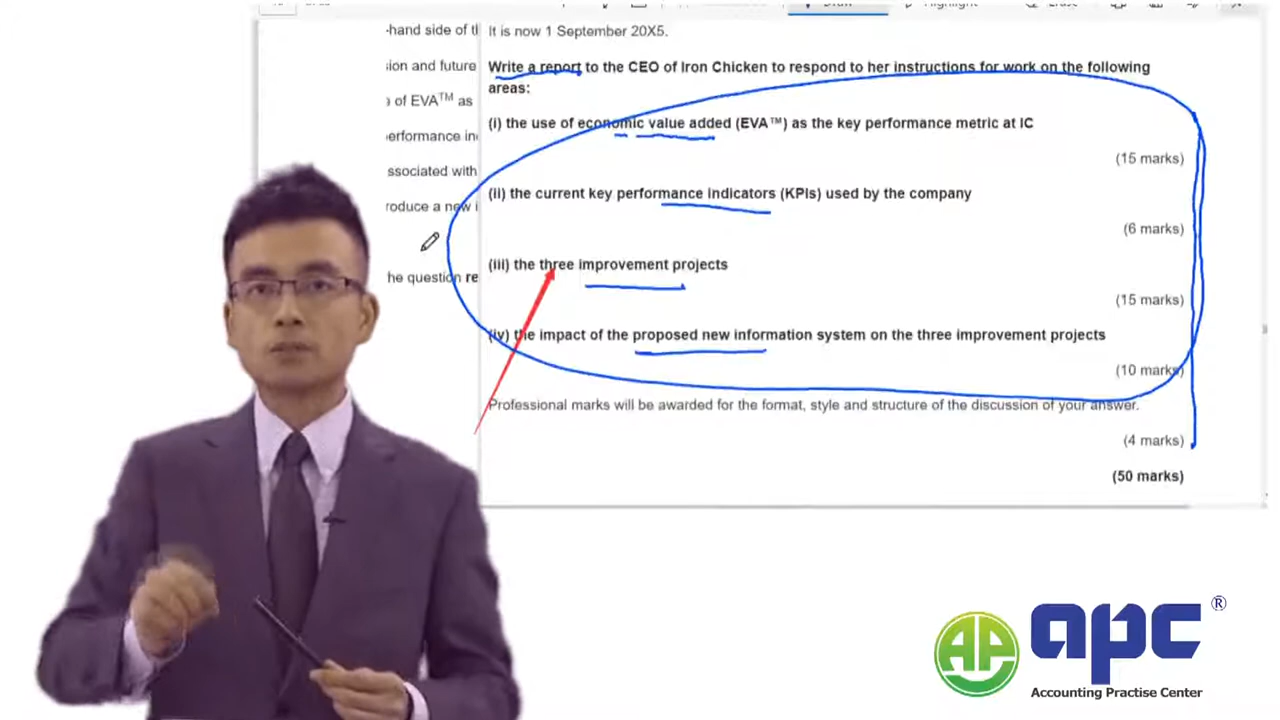 -hand side of
It is now 1 September 20X5.
ion and future
Write a report to the CEO of Iron Chicken to respond to her instructions for work on the following
areas:
of EVA™ as
(i) the use of economic value added (EVA™) as the key performance metric at IC
erformance
(15 marks)
ssociated with
(ii) the current key performance indicators (KPIs) used by the company
roduce a new i
(6 marks)
(iii) the three improvement projects
he question re
(15 marks)
(iv) the impact of the proposed new information system on the three improvement projects
(10 marks)
Professional marks will be awarded for the format, style and structure of the discussion of your answer.
(4 marks)
(50 marks)
AP
apc®
Accounting Practise Center